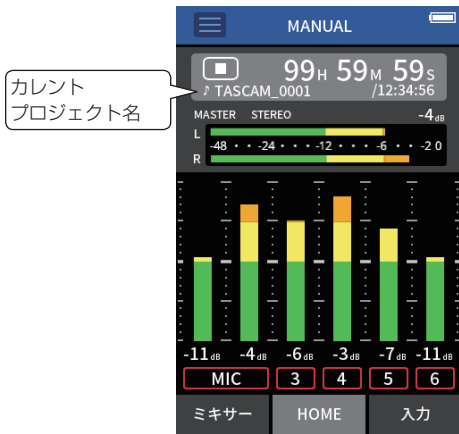 MANUAL
カレント
プロジェクト名
99H 59M 59S
♪ TASCAM_0001 /12:34:56
MASTER STEREO -4dB
L
-48 ・ ・ -24 ・ ・ ・ -12 ・ ・ ・ -6 ・ ・ -2 0
R
-11dB -4dB -6dB -3dB -7dB -11dB
MIC 3 4 5 6
ミキサー HOME 入力